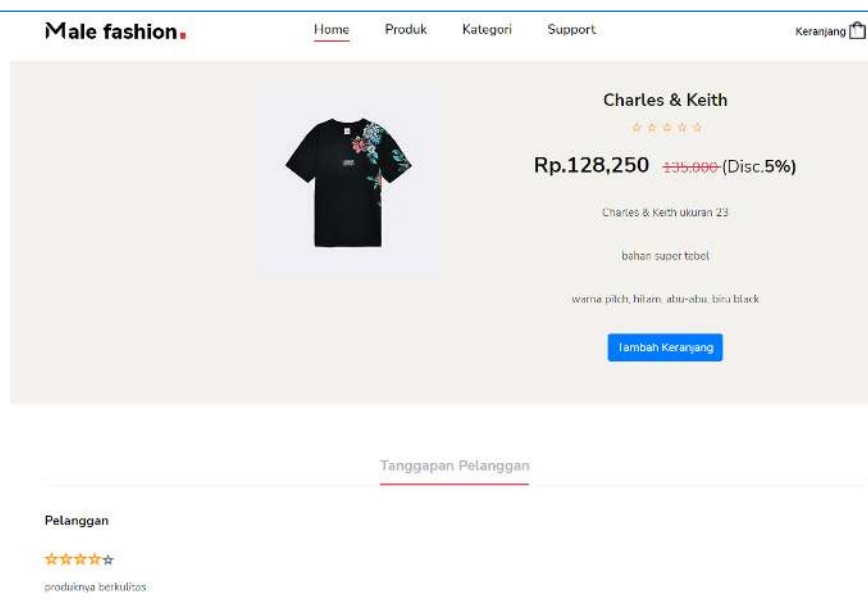 Male fashion.
Home Produk Kategori Support
Keranjang
Charles & Keith
Rp.128,250 135,000 (Disc.5%)
Charles & Keith ukuran 23
bahan super tebel
warna pitch, hitam, abu-abu, biru black
Tambah Keranjang
Tanggapan Pelanggan
Pelanggan
produknya berkulitas